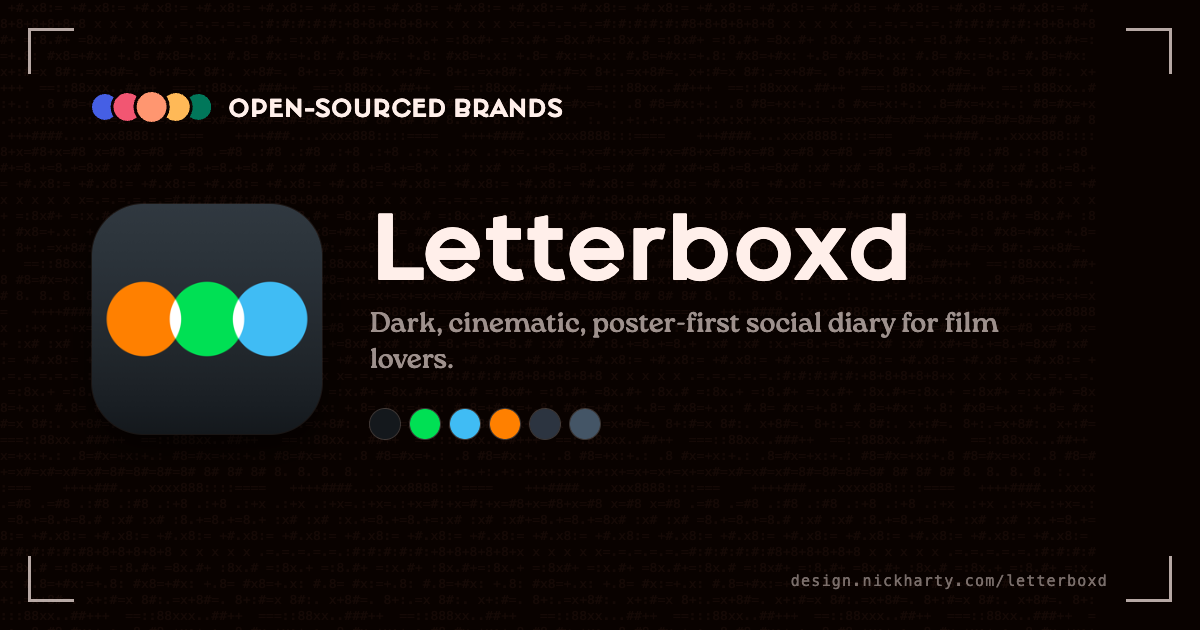 OPEN-SOURCED BRANDS
Letterboxd
Dark, cinematic, poster-first social diary for film
lovers.
design.nickharty.com/letterboxd